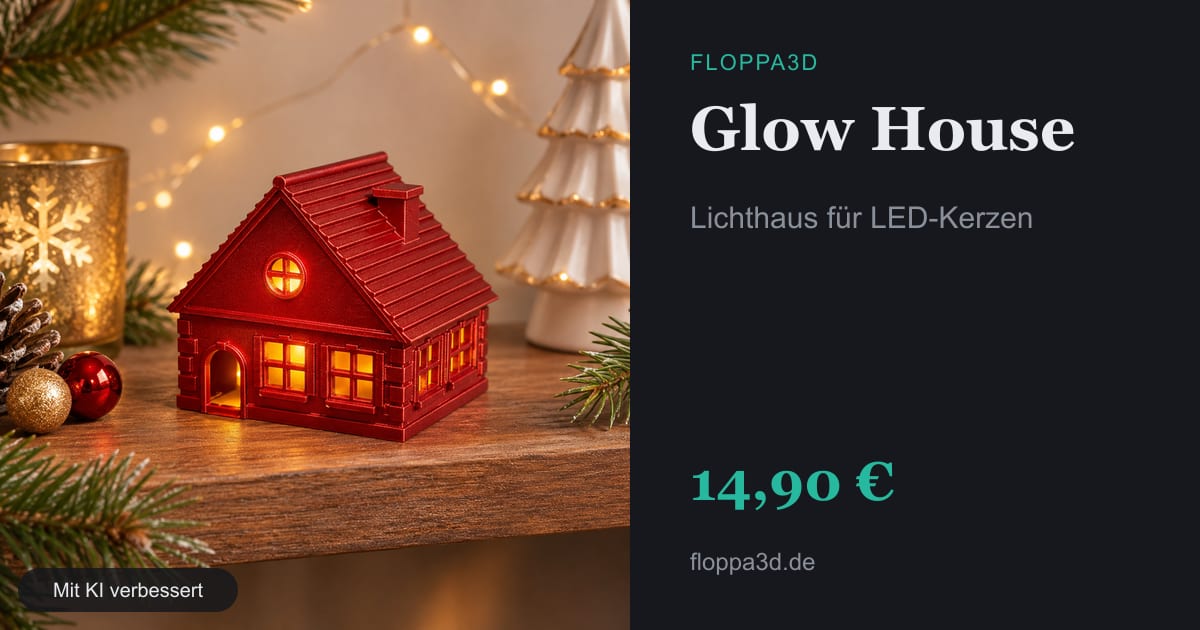 FLOPPA3D
Glow House
Lichthaus für LED-Kerzen
14,90 €
floppa3d.de
Mit KI verbessert